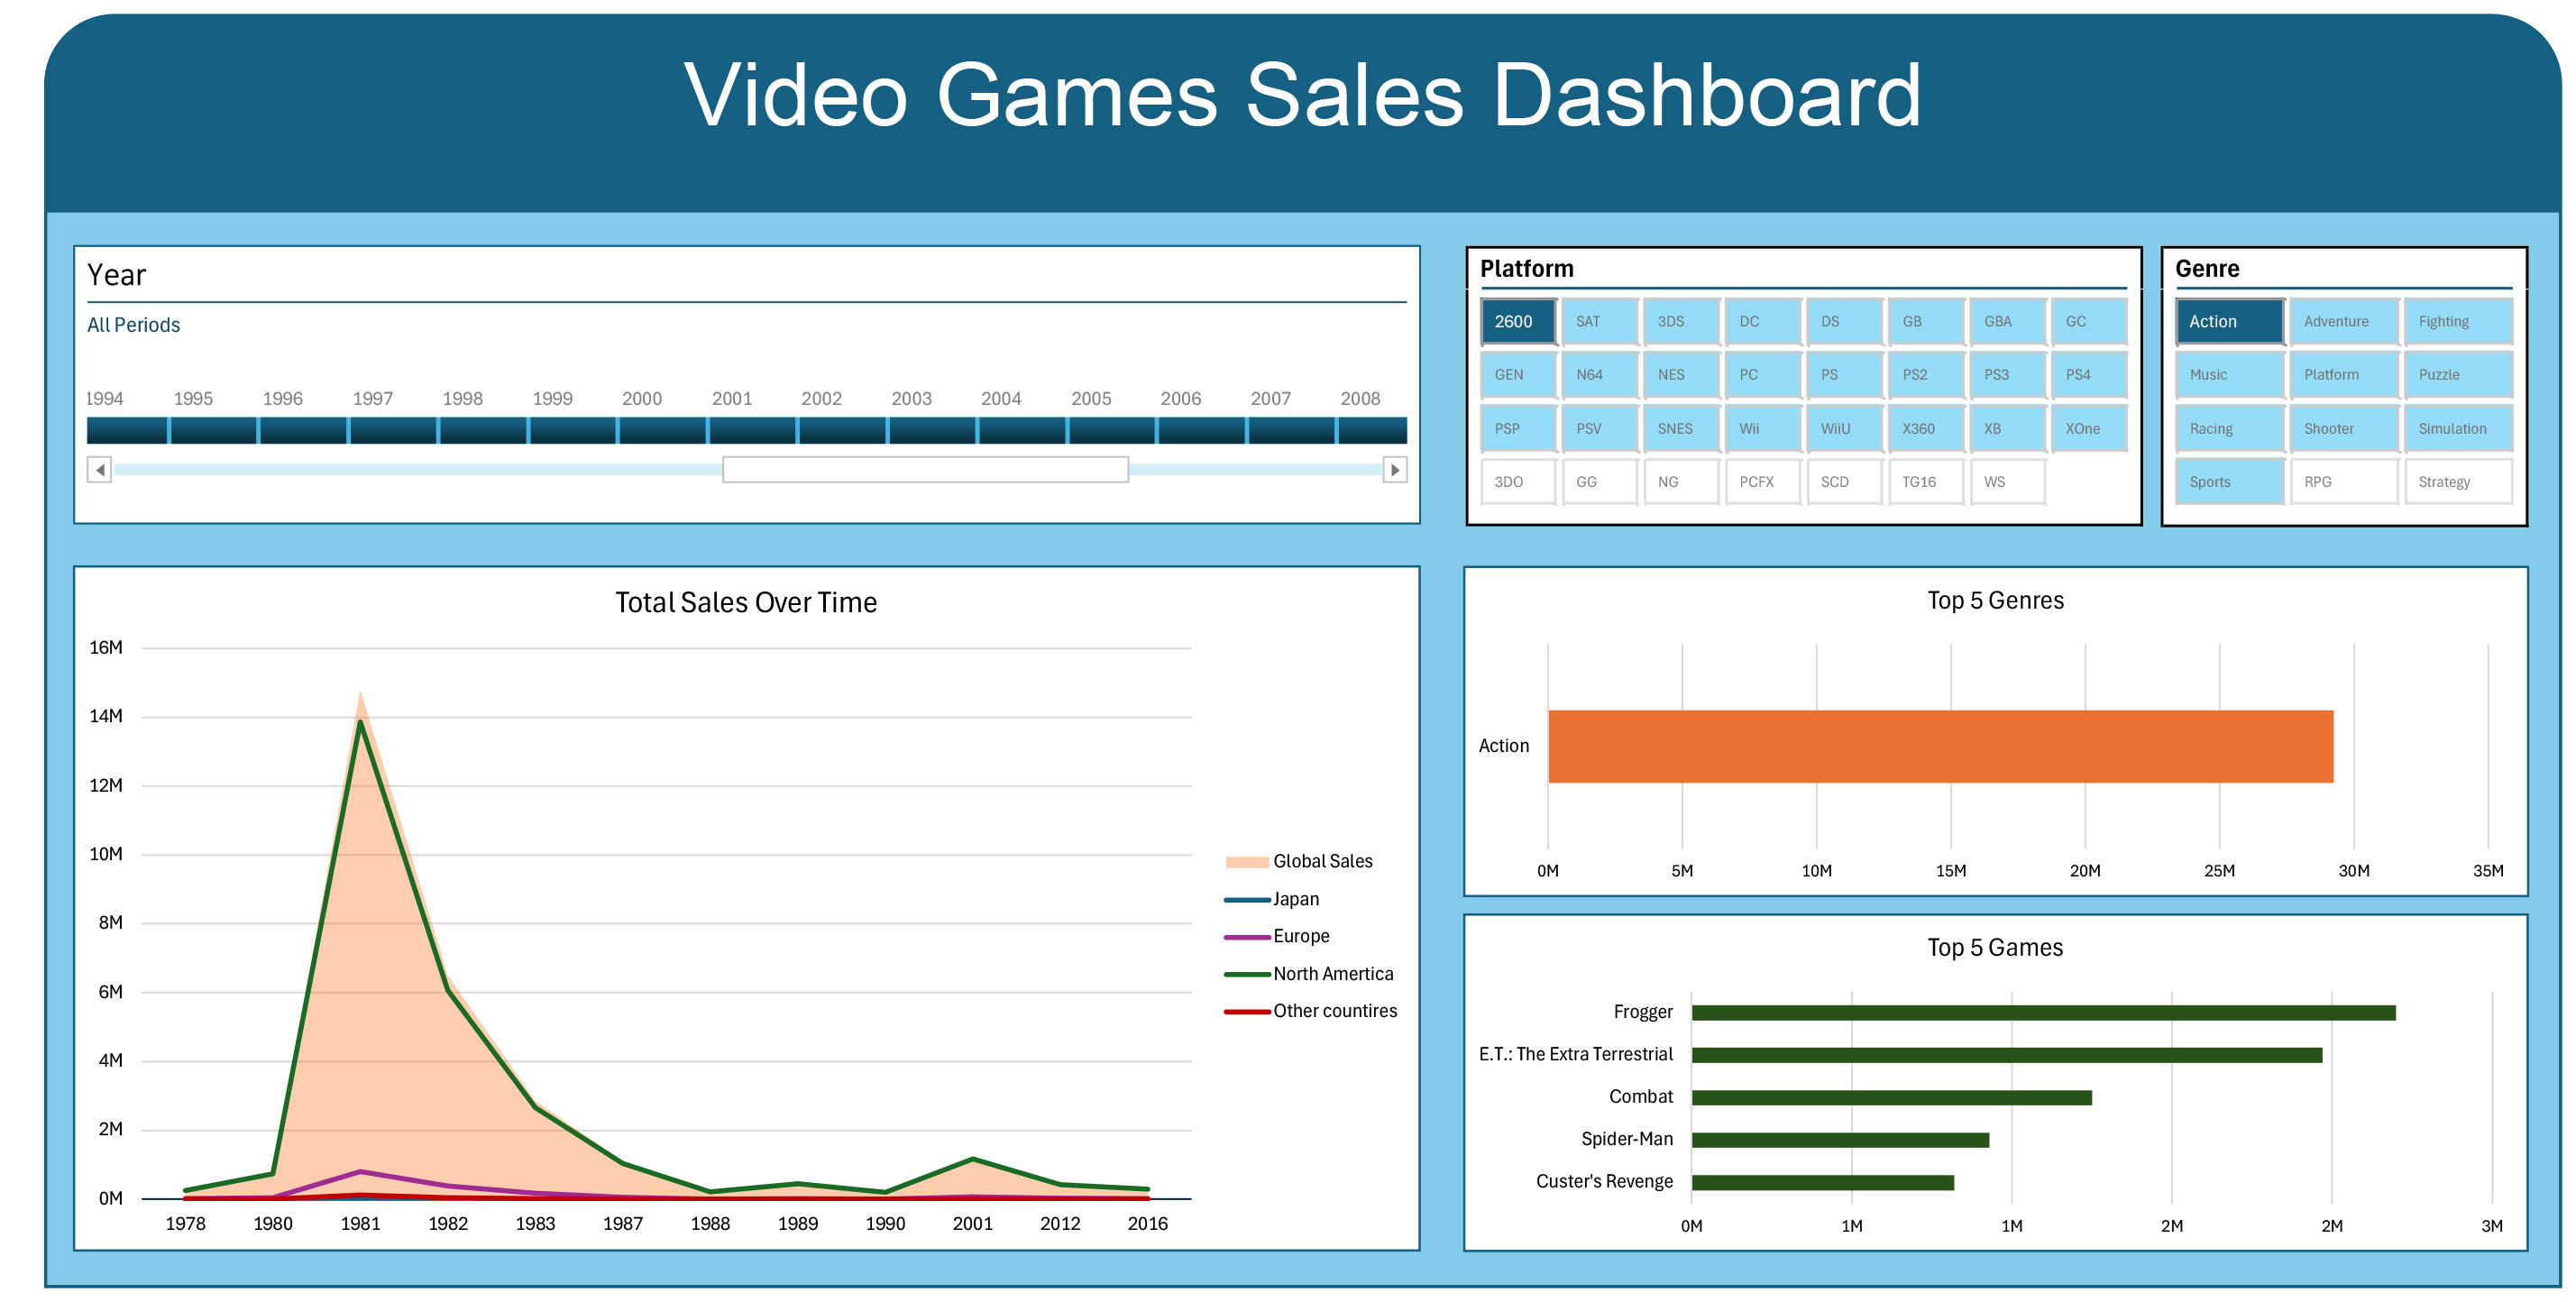 Video Games Sales Dashboard
Year
All Periods
1994 1995 1996 1997 1998 1999 2000 2001 2002 2003 2004 2005 2006 2007 2008
Platform
2600 SAT 3DS DC DS GB GBA GC
GEN N64 NES PC PS PS2 PS3 PS4
PSP PSV SNES Wii WiiU X360 XB XOne
3DO GG NG PCFX SCD TG16 WS
Genre
Action Adventure Fighting
Music Platform Puzzle
Racing Shooter Simulation
Sports RPG Strategy
Total Sales Over Time
16M
14M
12M
10M
8M
6M
4M
2M
0M
1978 1980 1981 1982 1983 1987 1988 1989 1990 2001 2012 2016
Global Sales
Japan
Europe
North Amertica
Other countires
Top 5 Genres
Action
0M 5M 10M 15M 20M 25M 30M 35M
Top 5 Games
Frogger
E.T.: The Extra Terrestrial
Combat
Spider-Man
Custer's Revenge
0M 1M 1M 2M 2M 3M